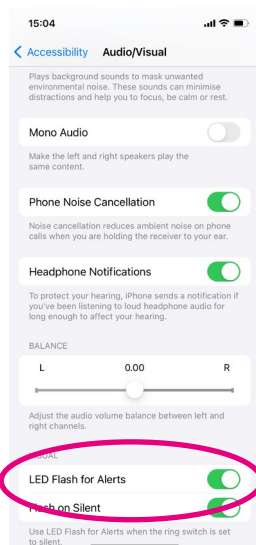 15:04
Accessibility Audio/Visual
Plays background sounds to mask unwanted
environmental noise. These sounds can minimise
distractions and help you to focus, be calm or rest.
Mono Audio
Make the left and right speakers play the
same content.
Phone Noise Cancellation
Noise cancellation reduces ambient noise on phone
calls when you are holding the receiver to your ear.
Headphone Notifications
To protect your hearing, iPhone sends a notification if
you've been listening to loud headphone audio for
long enough to affect your hearing.
BALANCE
L 0.00 R
Adjust the audio volume balance between left and
right channels.
VISUAL
LED Flash for Alerts
Flash on Silent
Use LED Flash for Alerts when the ring switch is set
to silent.